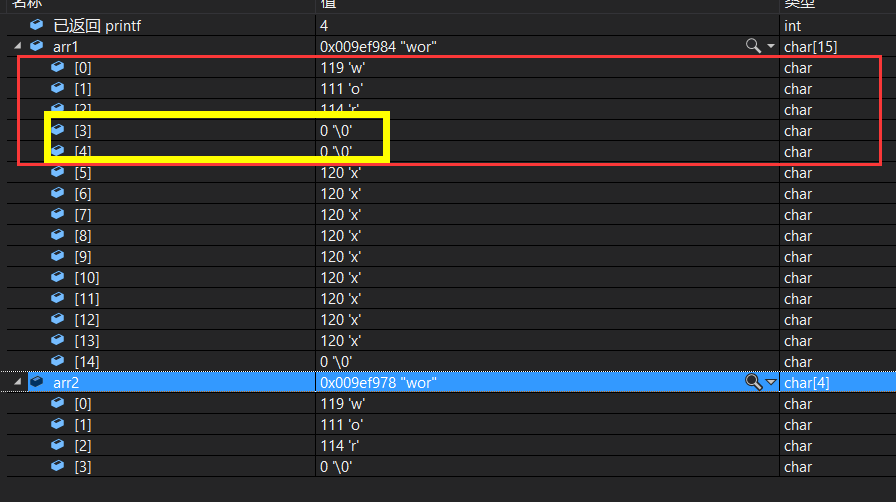 名称 值 类型
已返回 printf 4 int
arr1 0x009ef984 "wor" char[15]
[0] 119 'w' char
[1] 111 'o' char
[2] 114 'r' char
[3] 0 '\0' char
[4] 0 '\0' char
[5] 120 'x' char
[6] 120 'x' char
[7] 120 'x' char
[8] 120 'x' char
[9] 120 'x' char
[10] 120 'x' char
[11] 120 'x' char
[12] 120 'x' char
[13] 120 'x' char
[14] 0 '\0' char
arr2 0x009ef978 "wor" char[4]
[0] 119 'w' char
[1] 111 'o' char
[2] 114 'r' char
[3] 0 '\0' char